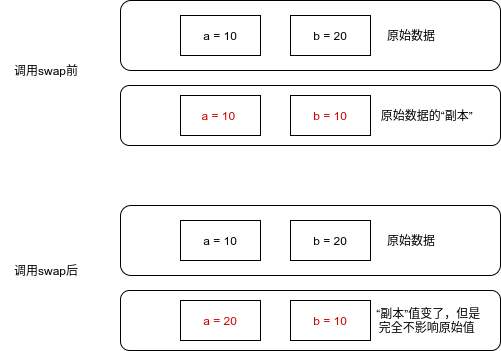 a = 10 b = 20 原始数据
调用swap前
a = 10 b = 10 原始数据的“副本”
a = 10 b = 20 原始数据
调用swap后
a = 20 b = 10 “副本”值变了，但是
完全不影响原始值